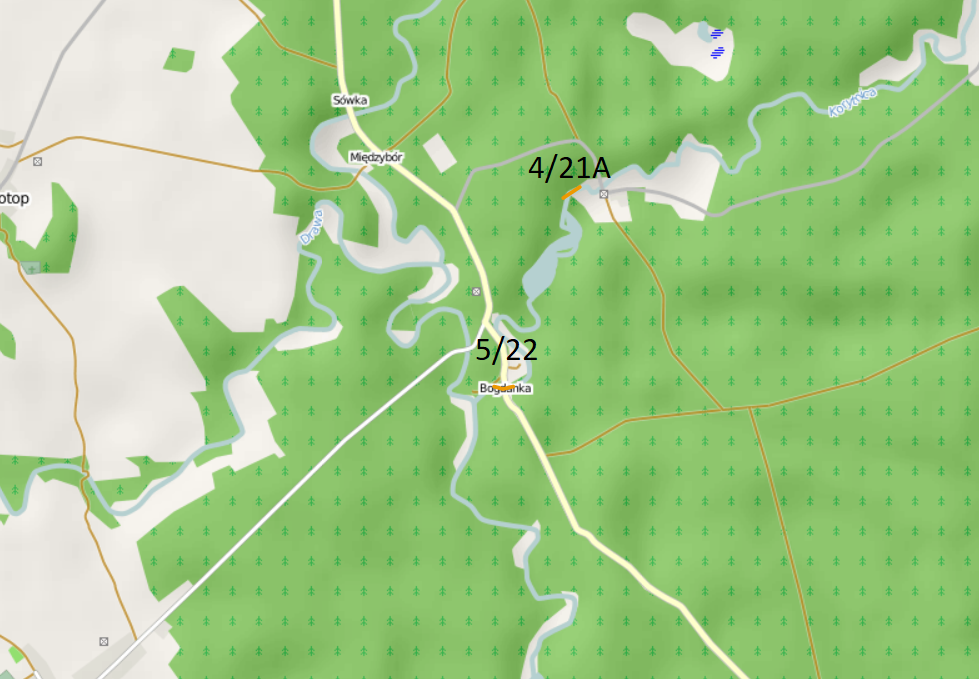 Sówka
Korytnica
Międzybór
4/21A
otop
Drawa
5/22
Bogdanka